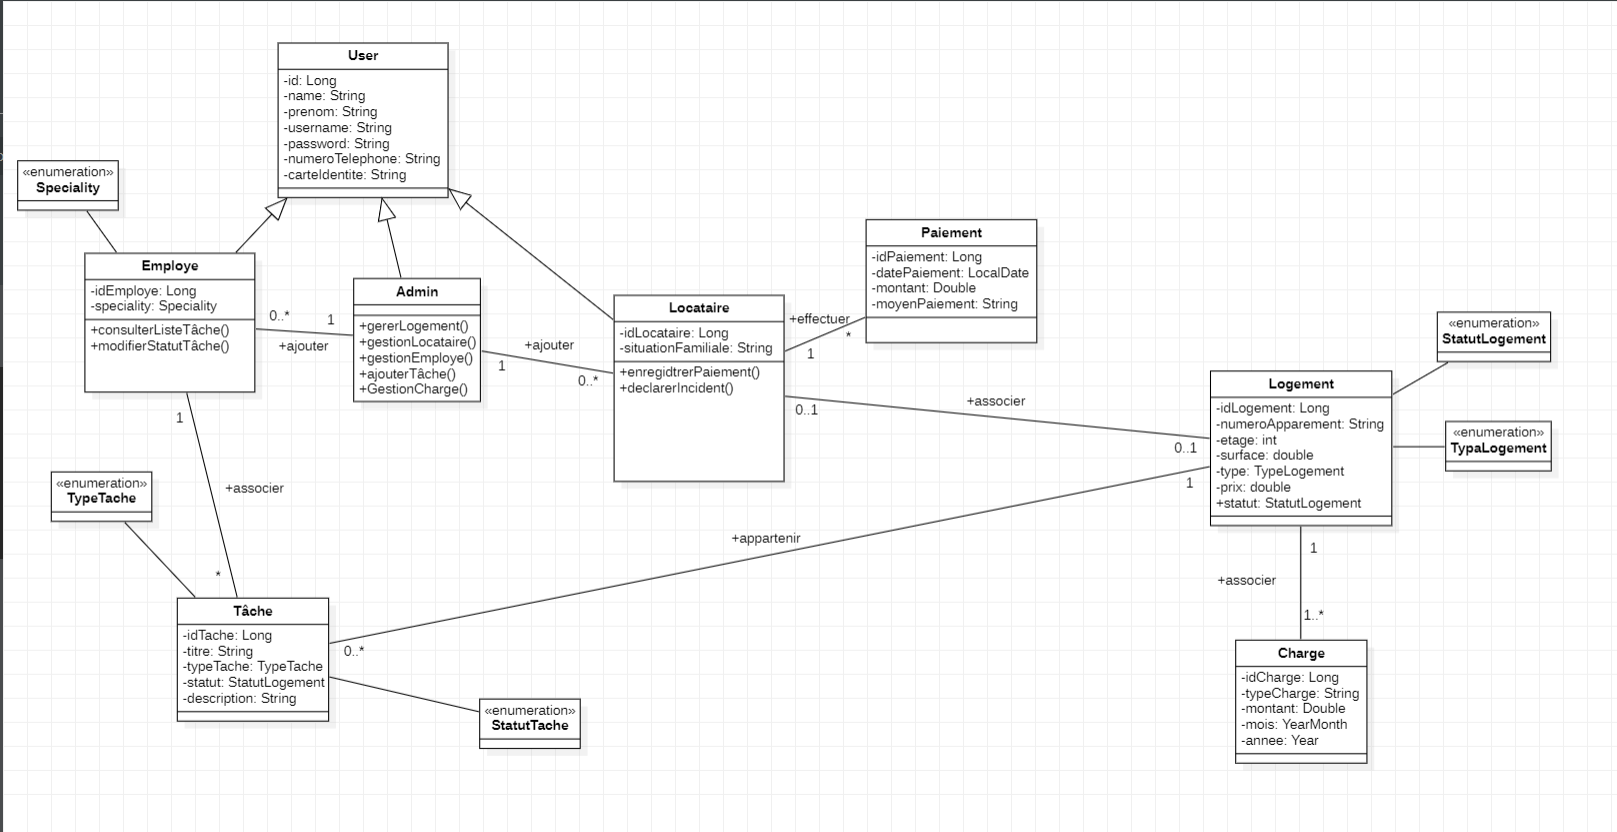 User
-id: Long
-name: String
-prenom: String
-username: String
-password: String
-numeroTelephone: String
-carteIdentite: String
«enumeration»
Speciality
Employe
-idEmploye: Long
-speciality: Speciality
+consulterListeTâche()
+modifierStatutTâche()
0..*
1
+ajouter
Admin
+gererLogement()
+gestionLocataire()
+gestionEmploye()
+ajouterTâche()
+GestionCharge()
+ajouter
1
0..*
Locataire
-idLocataire: Long
-situationFamiliale: String
+enregidtrerPaiement()
+declarerIncident()
Paiement
-idPaiement: Long
-datePaiement: LocalDate
-montant: Double
-moyenPaiement: String
+effectuer
*
1
0..1
+associer
0..1
«enumeration»
StatutLogement
Logement
-idLogement: Long
-numeroApparement: String
-etage: int
-surface: double
-type: TypeLogement
-prix: double
+statut: StatutLogement
«enumeration»
TypaLogement
1
+associer
*
«enumeration»
TypeTache
1
+appartenir
0..*
Tâche
-idTache: Long
-titre: String
-typeTache: TypeTache
-statut: StatutLogement
-description: String
«enumeration»
StatutTache
1
+associer
1..*
Charge
-idCharge: Long
-typeCharge: String
-montant: Double
-mois: YearMonth
-annee: Year